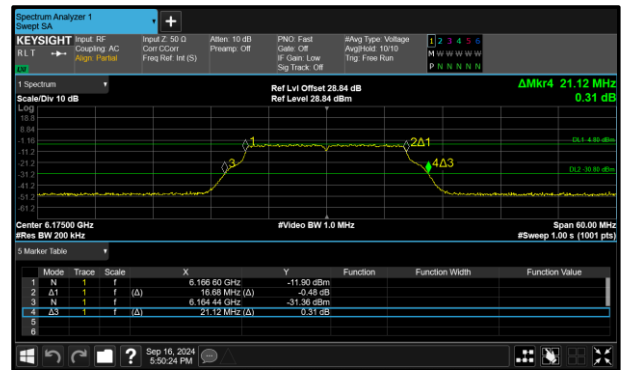 Spectrum Analyzer 1
Swept SA
+
KEYSIGHT Input: RF Input Z: 50 Ω Atten: 10 dB PNO: Fast #Avg Type: Voltage 1 2 3 4 5 6
RLT Coupling: AC Corr CCorr Preamp: Off Gate: Off Avg|Hold: 10/10 M W W W W W
Align: Partial Freq Ref: Int (S) IF Gain: Low Trig: Free Run
Sig Track: Off P N N N N N
1 Spectrum Ref Lvl Offset 28.84 dB ΔMkr4 21.12 MHz
Scale/Div 10 dB Ref Level 28.84 dBm 0.31 dB
Log
18.8
8.84
-1.16 1 2Δ1 DL1 -4.80 dBm
-11.2
-21.2 3 4Δ3 DL2 -30.80 dBm
-31.2
-41.2
-51.2
-61.2
Center 6.17500 GHz #Video BW 1.0 MHz Span 60.00 MHz
#Res BW 200 kHz #Sweep 1.00 s (1001 pts)
5 Marker Table
Mode Trace Scale X Y Function Function Width Function Value
1 N 1 f 6.166 60 GHz -11.90 dBm
2 Δ1 1 f (Δ) 16.68 MHz (Δ) -0.48 dB
3 N 1 f 6.164 44 GHz -31.36 dBm
4 Δ3 1 f (Δ) 21.12 MHz (Δ) 0.31 dB
5
6
? Sep 16, 2024
5:50:24 PM